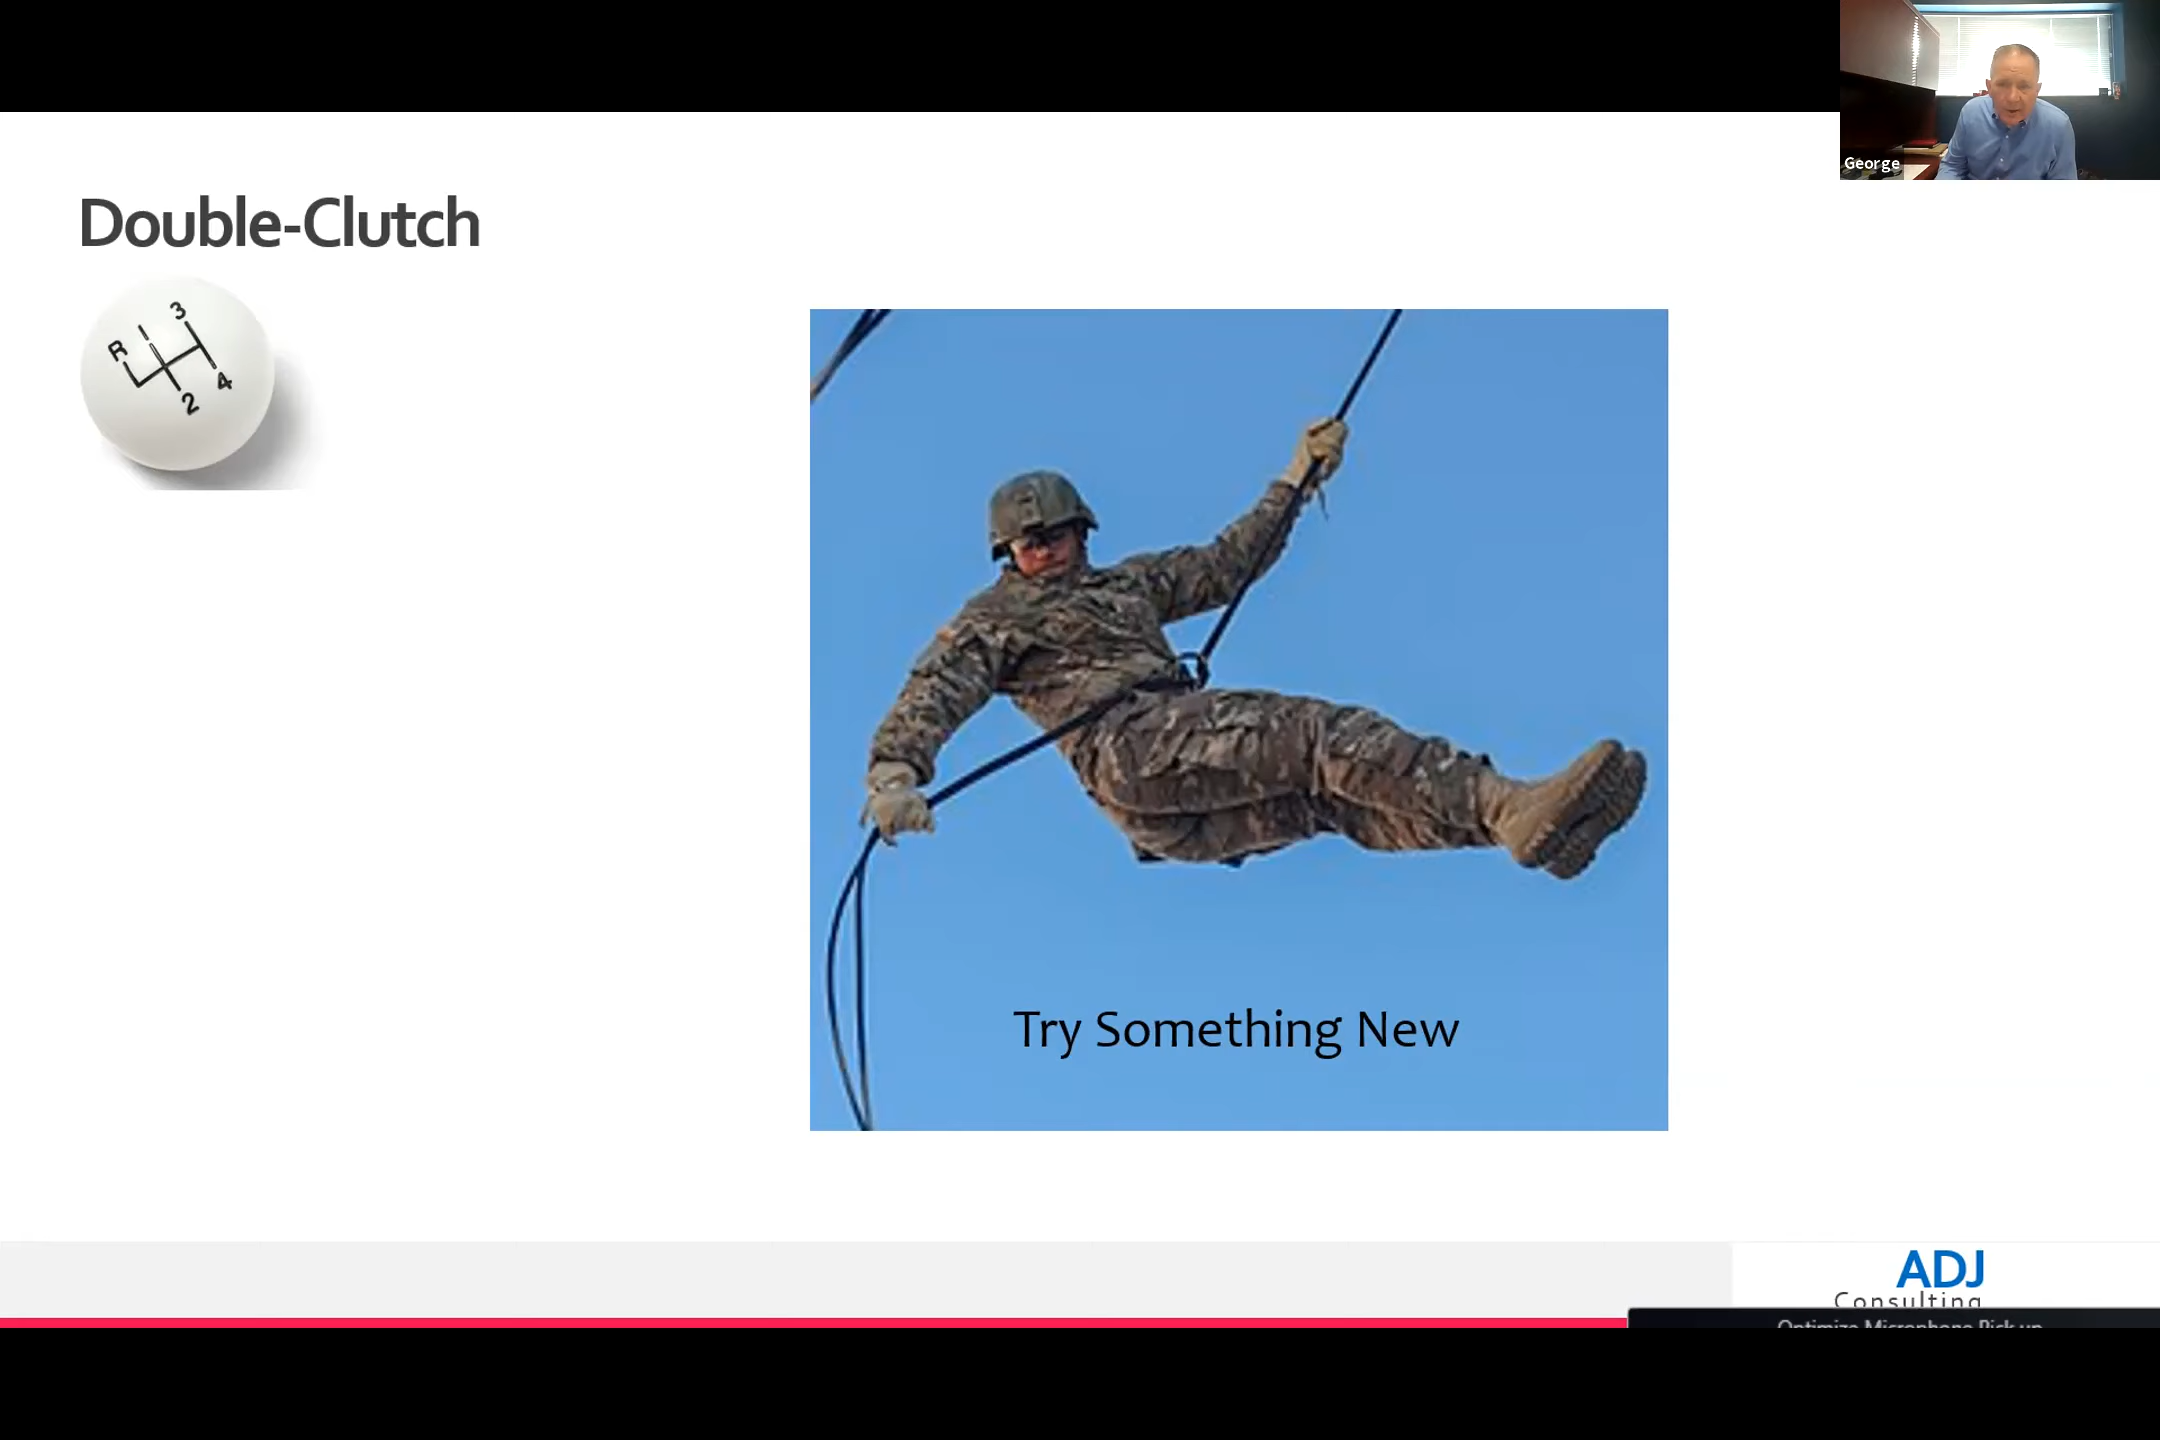 George
Double-Clutch
3
R
4
2
Try Something New
ADJ
Consulting
Optimize Microphone Pick up